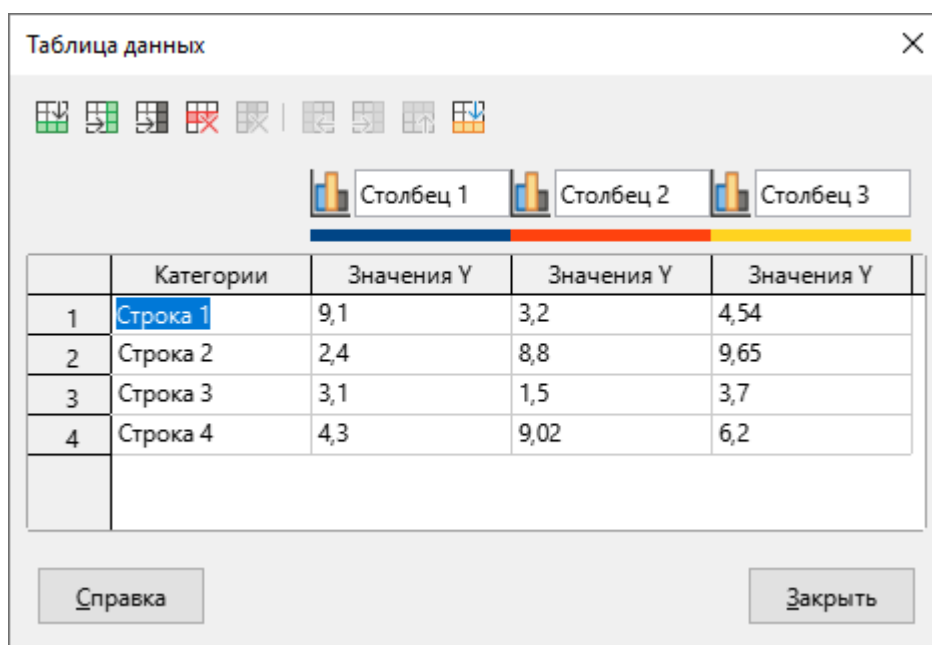 Таблица данных
Столбец 1 Столбец 2 Столбец 3
Категории Значения Y Значения Y Значения Y
1 Строка 1 9,1 3,2 4,54
2 Строка 2 2,4 8,8 9,65
3 Строка 3 3,1 1,5 3,7
4 Строка 4 4,3 9,02 6,2
Справка Закрыть